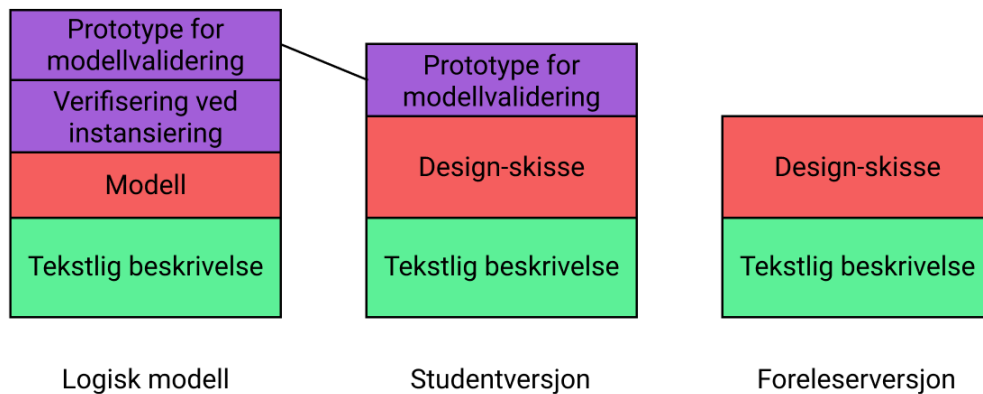 Prototype for
modellvalidering
Verifisering ved
instansiering
Modell
Tekstlig beskrivelse
Logisk modell
Prototype for
modellvalidering
Design-skisse
Tekstlig beskrivelse
Studentversjon
Design-skisse
Tekstlig beskrivelse
Foreleserversjon